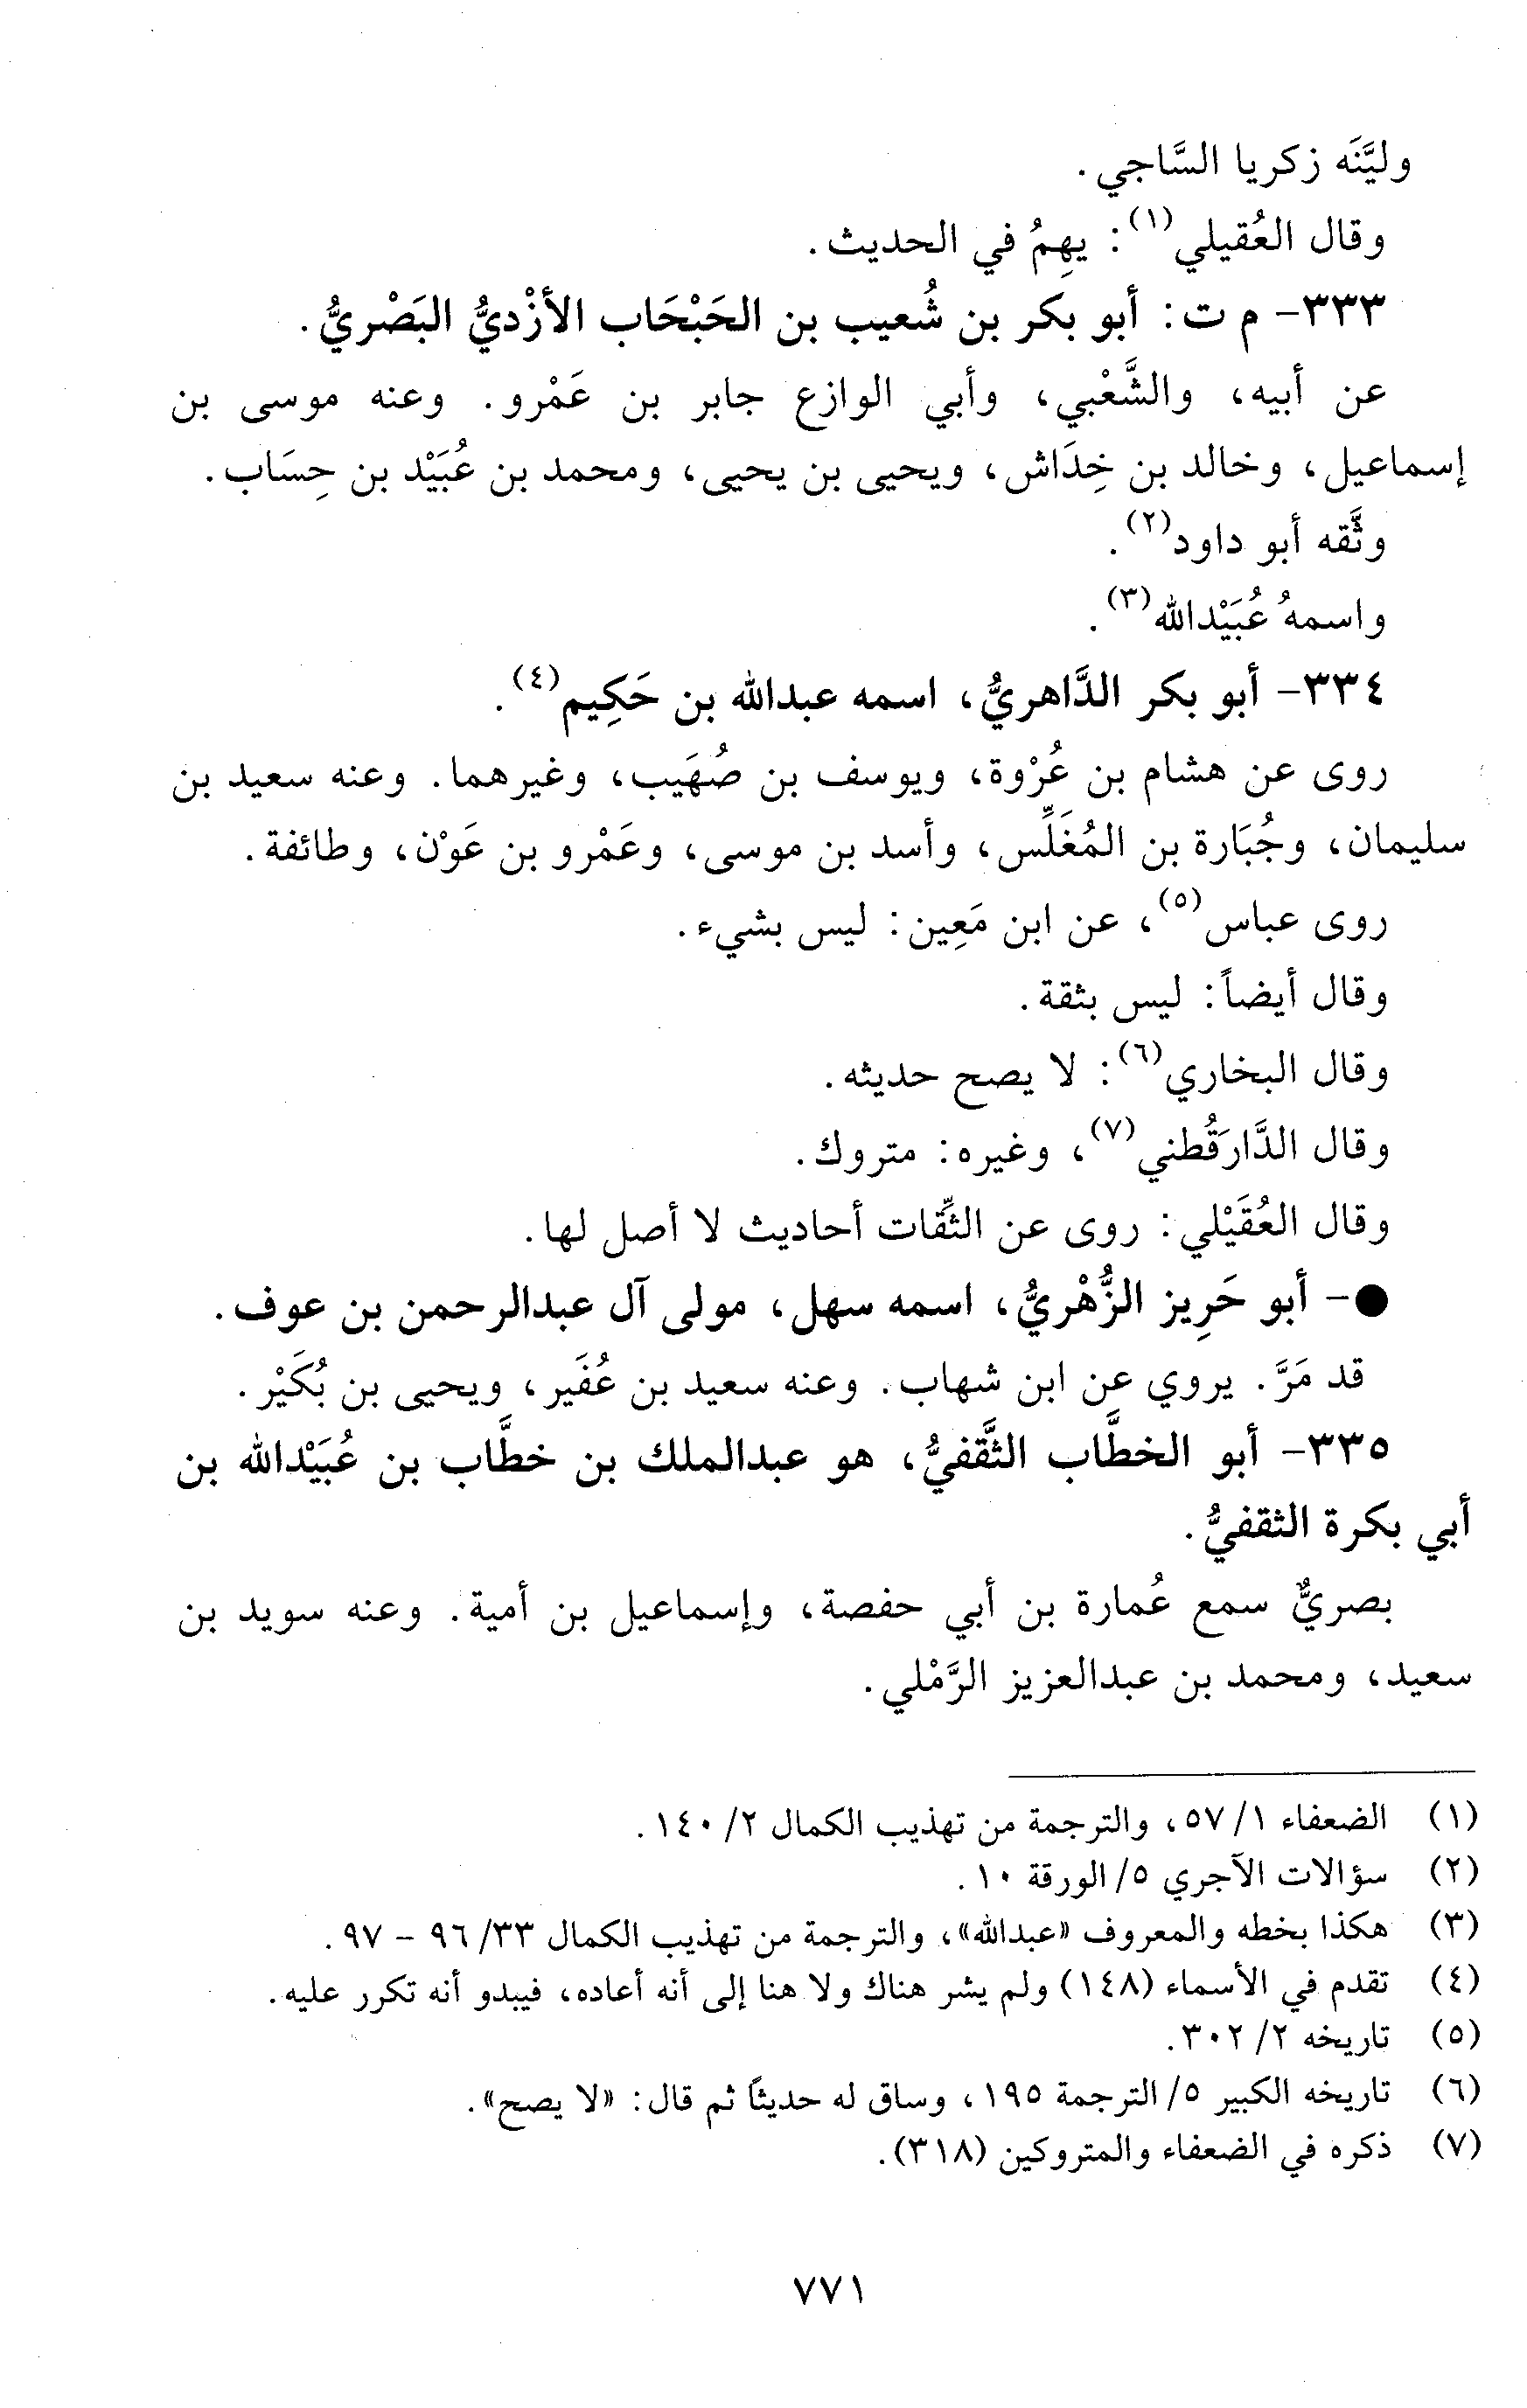 وليَّنَه زكريا السَّاجي.
وقال العُقيلي(١): يهِمُ في الحديث.
٣٣٣- م ت: أبو بكر بن شُعيب بن الحَبْحَاب الأزْديُّ البَصْريُّ.
عن أبيه، والشَّعْبي، وأبي الوازع جابر بن عَمْرو. وعنه موسى بن
إسماعيل، وخالد بن خِدَاش، ويحيى بن يحيى، ومحمد بن عُبَيْد بن حِسَاب.
وثَّقه أبو داود(٢).
واسمهُ عُبَيْدالله(٣).
٣٣٤- أبو بكر الدَّاهريُّ، اسمه عبدالله بن حَكِيم(٤).
روى عن هشام بن عُرْوة، ويوسف بن صُهَيب، وغيرهما. وعنه سعيد بن
سليمان، وجُبَارة بن المُغَلِّس، وأسد بن موسى، وعَمْرو بن عَوْن، وطائفة.
روى عباس(٥)، عن ابن مَعِين: ليس بشيء.
وقال أيضاً: ليس بثقة.
وقال البخاري(٦): لا يصح حديثه.
وقال الدَّارَقُطني(٧)، وغيره: متروك.
وقال العُقَيْلي: روى عن الثِّقات أحاديث لا أصل لها.
●- أبو حَرِيز الزُّهْريُّ، اسمه سهل، مولى آل عبدالرحمن بن عوف.
قد مَرَّ. يروي عن ابن شهاب. وعنه سعيد بن عُفَير، ويحيى بن بُكَيْر.
٣٣٥- أبو الخطَّاب الثَّقفيُّ، هو عبدالملك بن خطَّاب بن عُبَيْدالله بن
أبي بكرة الثقفيُّ.
بصريٌّ سمع عُمارة بن أبي حفصة، وإسماعيل بن أمية. وعنه سويد بن
سعيد، ومحمد بن عبدالعزيز الرَّمْلي.
(١) الضعفاء ١/ ٥٧، والترجمة من تهذيب الكمال ٢/ ١٤٠.
(٢) سؤالات الآجري ٥/ الورقة ١٠.
(٣) هكذا بخطه والمعروف «عبدالله»، والترجمة من تهذيب الكمال ٣٣/ ٩٦ - ٩٧.
(٤) تقدم في الأسماء (١٤٨) ولم يشر هناك ولا هنا إلى أنه أعاده، فيبدو أنه تكرر عليه.
(٥) تاريخه ٢/ ٣٠٢.
(٦) تاريخه الكبير ٥/ الترجمة ١٩٥، وساق له حديثاً ثم قال: «لا يصح».
(٧) ذكره في الضعفاء والمتروكين (٣١٨).
٧٧١